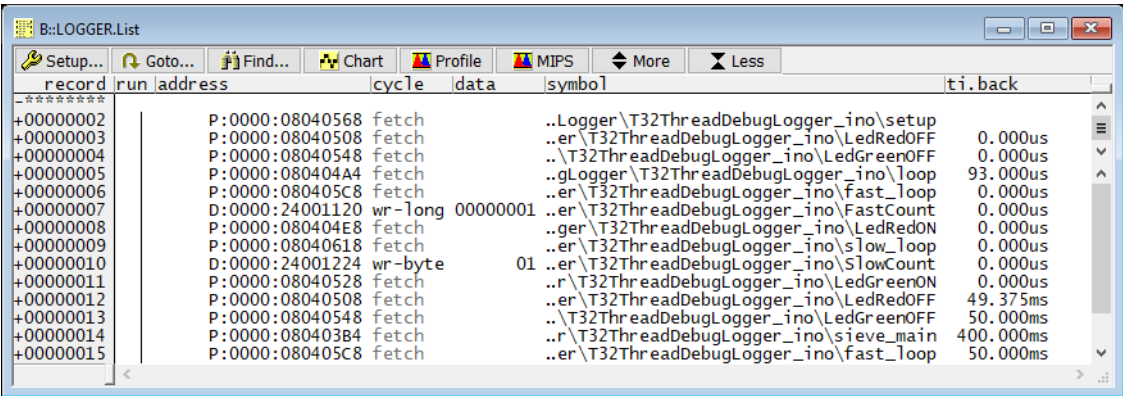 B::LOGGER.List
Setup... Goto... Find... Chart Profile MIPS More Less
record run address cycle data symbol ti.back
-********
+00000002 P:0000:08040568 fetch ..Logger\T32ThreadDebugLogger_ino\setup
+00000003 P:0000:08040508 fetch ..er\T32ThreadDebugLogger_ino\LedRedOFF 0.000us
+00000004 P:0000:08040548 fetch ..\T32ThreadDebugLogger_ino\LedGreenOFF 0.000us
+00000005 P:0000:080404A4 fetch ..gLogger\T32ThreadDebugLogger_ino\loop 93.000us
+00000006 P:0000:080405C8 fetch ..er\T32ThreadDebugLogger_ino\fast_loop 0.000us
+00000007 D:0000:24001120 wr-long 00000001 ..er\T32ThreadDebugLogger_ino\FastCount 0.000us
+00000008 P:0000:080404E8 fetch ..ger\T32ThreadDebugLogger_ino\LedRedON 0.000us
+00000009 P:0000:08040618 fetch ..er\T32ThreadDebugLogger_ino\slow_loop 0.000us
+00000010 D:0000:24001224 wr-byte 01 ..er\T32ThreadDebugLogger_ino\SlowCount 0.000us
+00000011 P:0000:08040528 fetch ..r\T32ThreadDebugLogger_ino\LedGreenON 0.000us
+00000012 P:0000:08040508 fetch ..er\T32ThreadDebugLogger_ino\LedRedOFF 49.375ms
+00000013 P:0000:08040548 fetch ..\T32ThreadDebugLogger_ino\LedGreenOFF 50.000ms
+00000014 P:0000:080403B4 fetch ..r\T32ThreadDebugLogger_ino\sieve_main 400.000ms
+00000015 P:0000:080405C8 fetch ..er\T32ThreadDebugLogger_ino\fast_loop 50.000ms